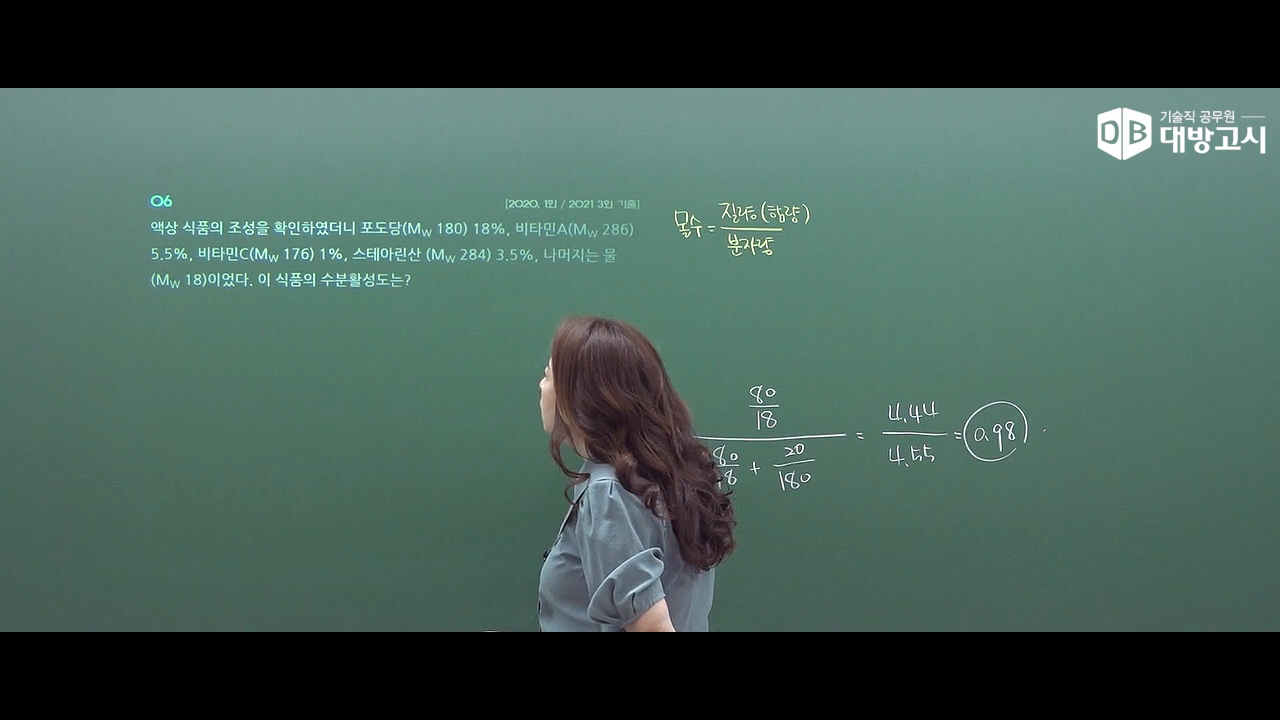 기술직 공무원
DB 대방고시
06 [2020, 1회 / 2021 3회 기출]
액상 식품의 조성을 확인하였더니 포도당(Mw 180) 18%, 비타민A(Mw 286)
5.5%, 비타민C(Mw 176) 1%, 스테아린산 (Mw 284) 3.5%, 나머지는 물
(Mw 18)이었다. 이 식품의 수분활성도는?
몰수 = 질량(함량)
분자량
80
18
= 4.44 = 0.98
4.55
80 + 20
18 180